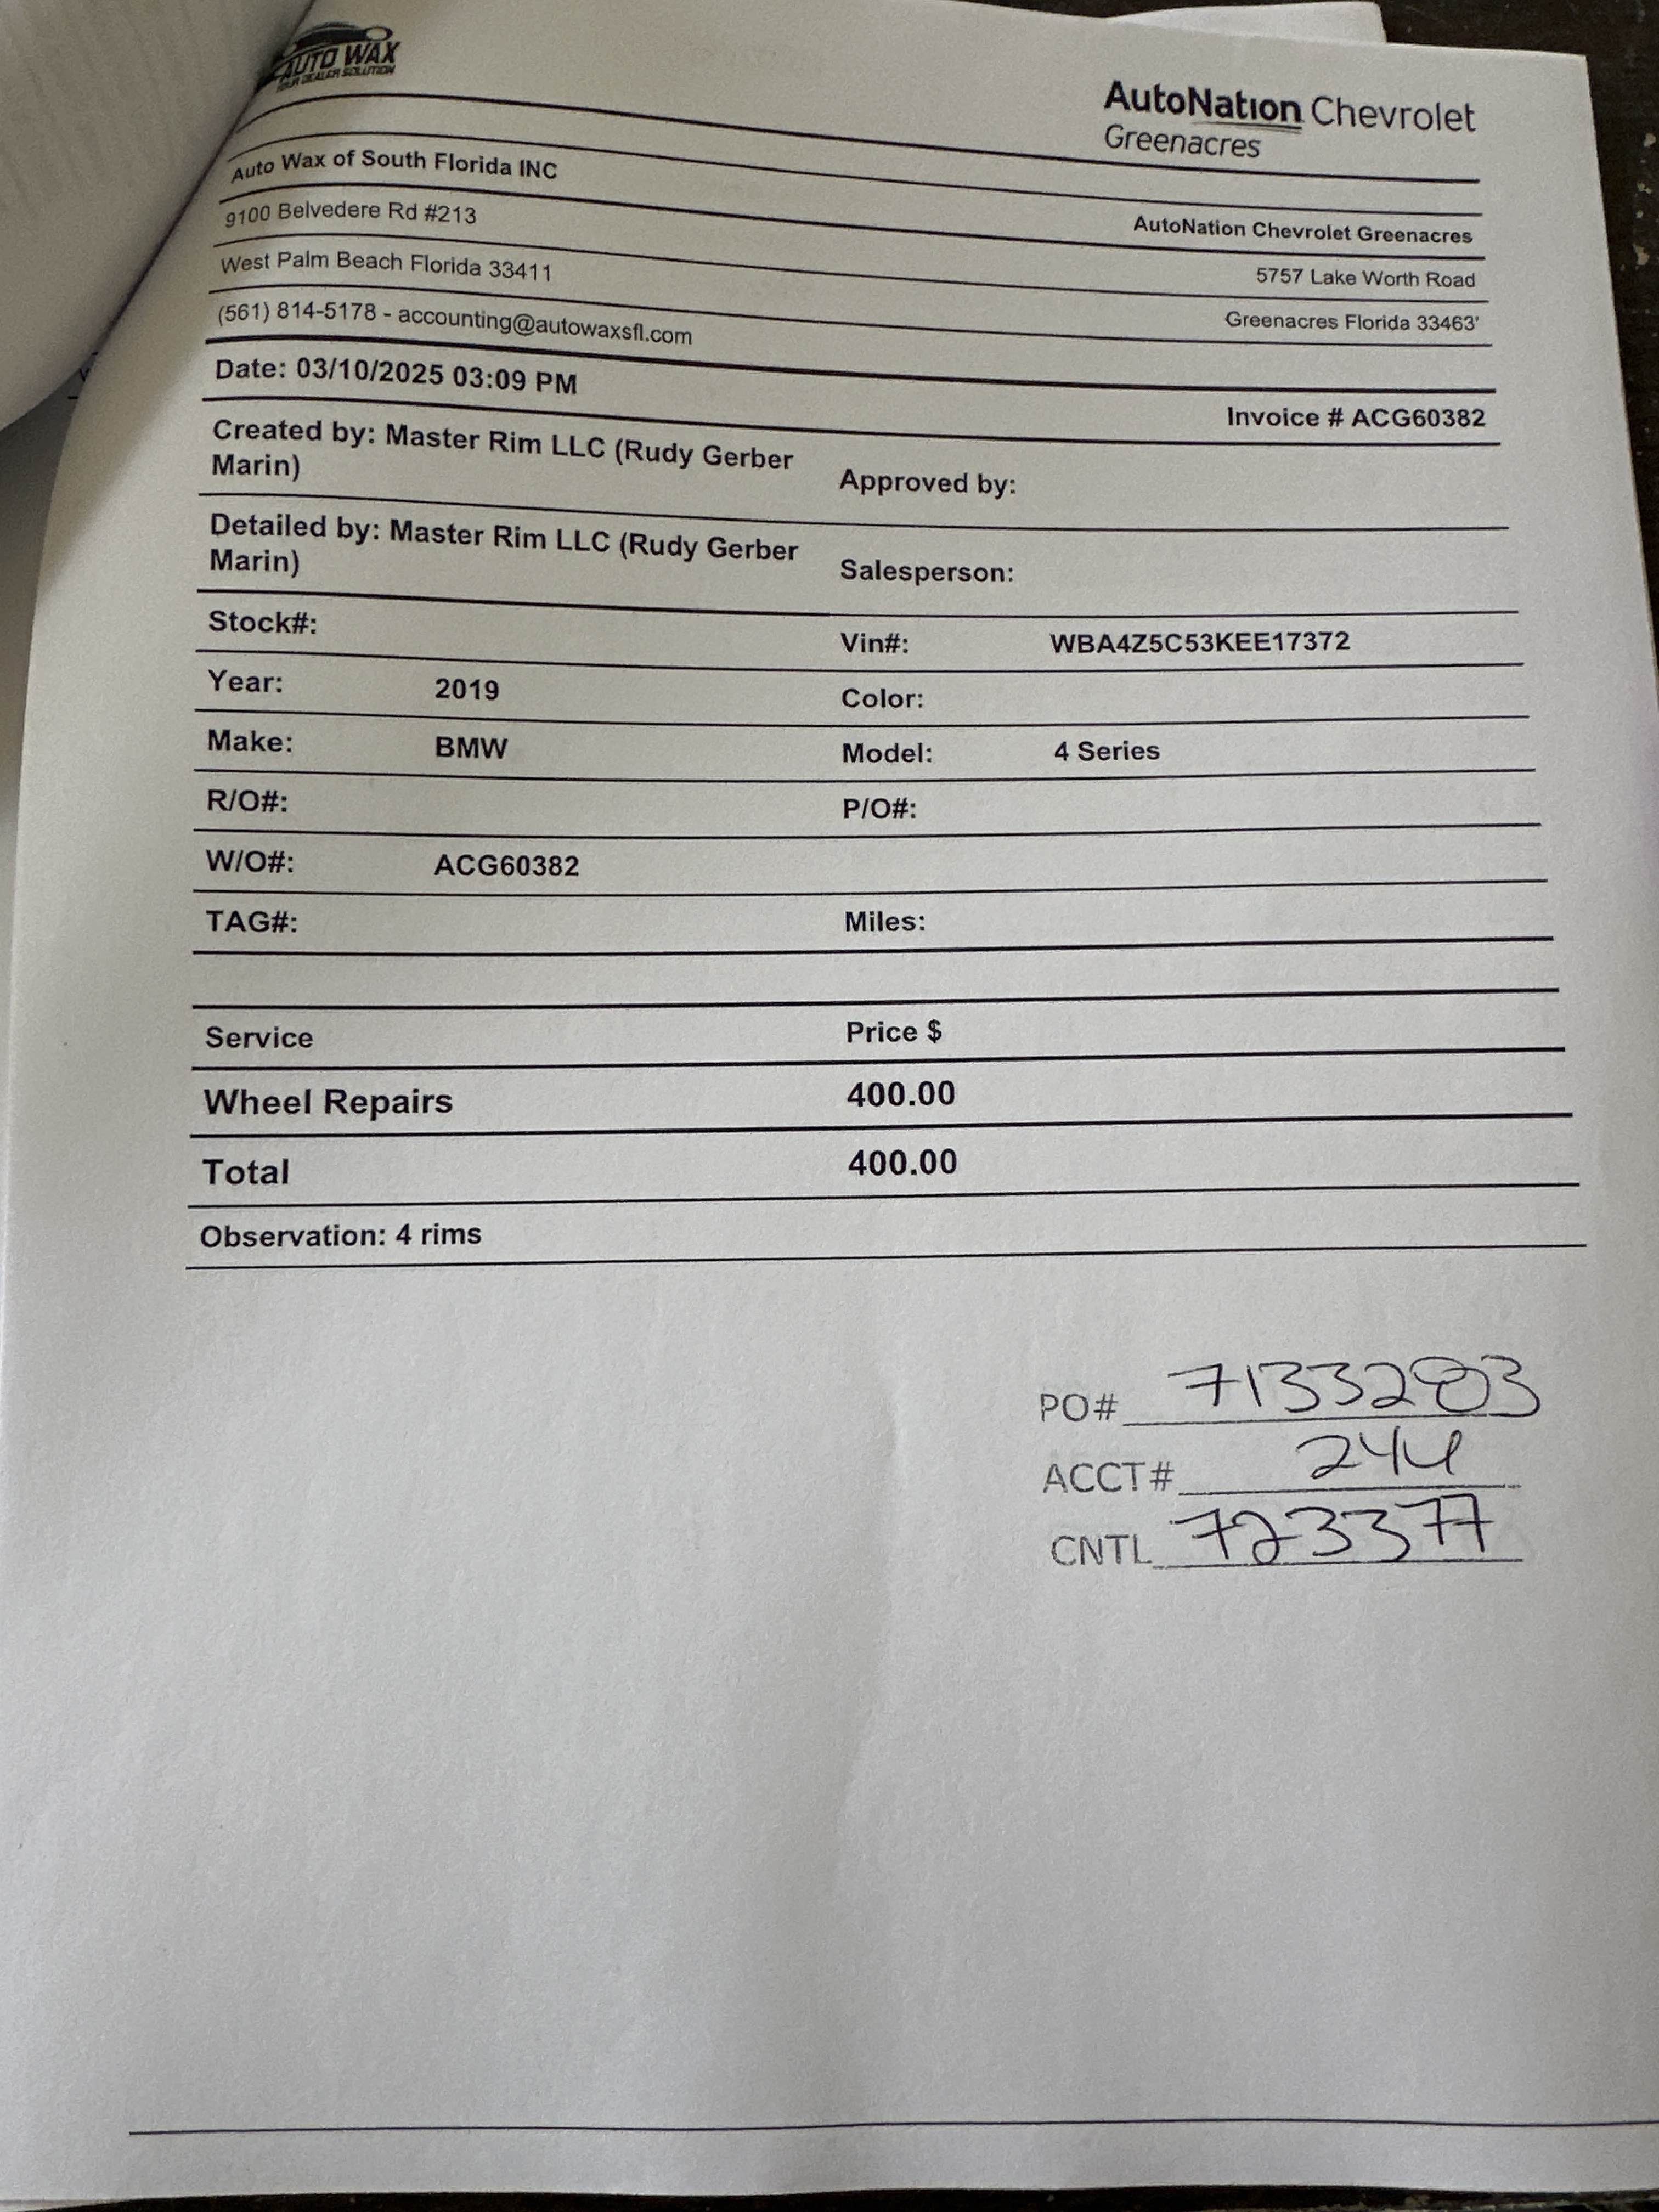 AUTO WAX
YOUR DEALER SOLUTION
AutoNation Chevrolet
Greenacres
Auto Wax of South Florida INC
9100 Belvedere Rd #213
AutoNation Chevrolet Greenacres
West Palm Beach Florida 33411
5757 Lake Worth Road
(561) 814-5178 - accounting@autowaxsfl.com
Greenacres Florida 33463'
Date: 03/10/2025 03:09 PM
Invoice # ACG60382
Created by: Master Rim LLC (Rudy Gerber
Marin)
Approved by:
Detailed by: Master Rim LLC (Rudy Gerber
Marin)
Salesperson:
Stock#:
Vin#: WBA4Z5C53KEE17372
Year: 2019
Color:
Make: BMW
Model: 4 Series
R/O#:
P/O#:
W/O#: ACG60382
TAG#:
Miles:
Service Price $
Wheel Repairs 400.00
Total 400.00
Observation: 4 rims
PO# 7133283
ACCT# 244
CNTL 723377